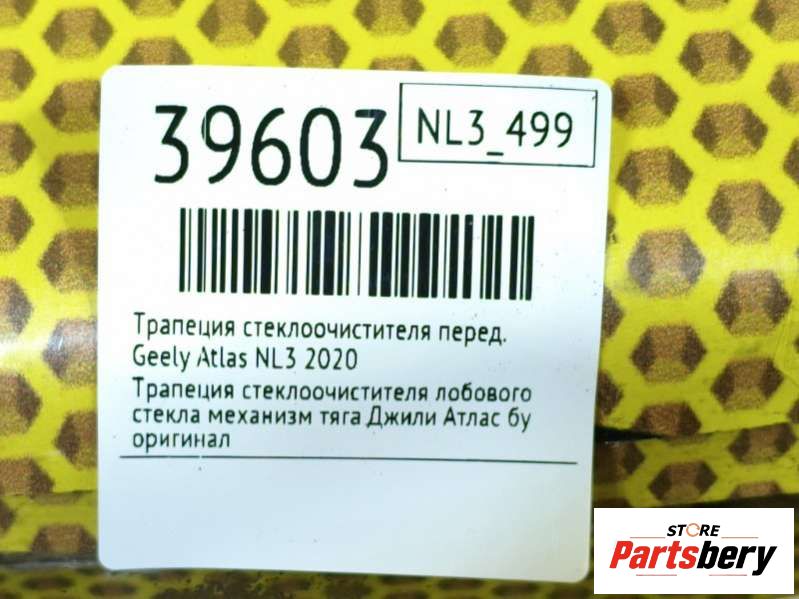 39603
NL3_499
Трапеция стеклоочистителя перед.
Geely Atlas NL3 2020
Трапеция стеклоочистителя лобового
стекла механизм тяга Джили Атлас бу
оригинал
STORE
Partsbery